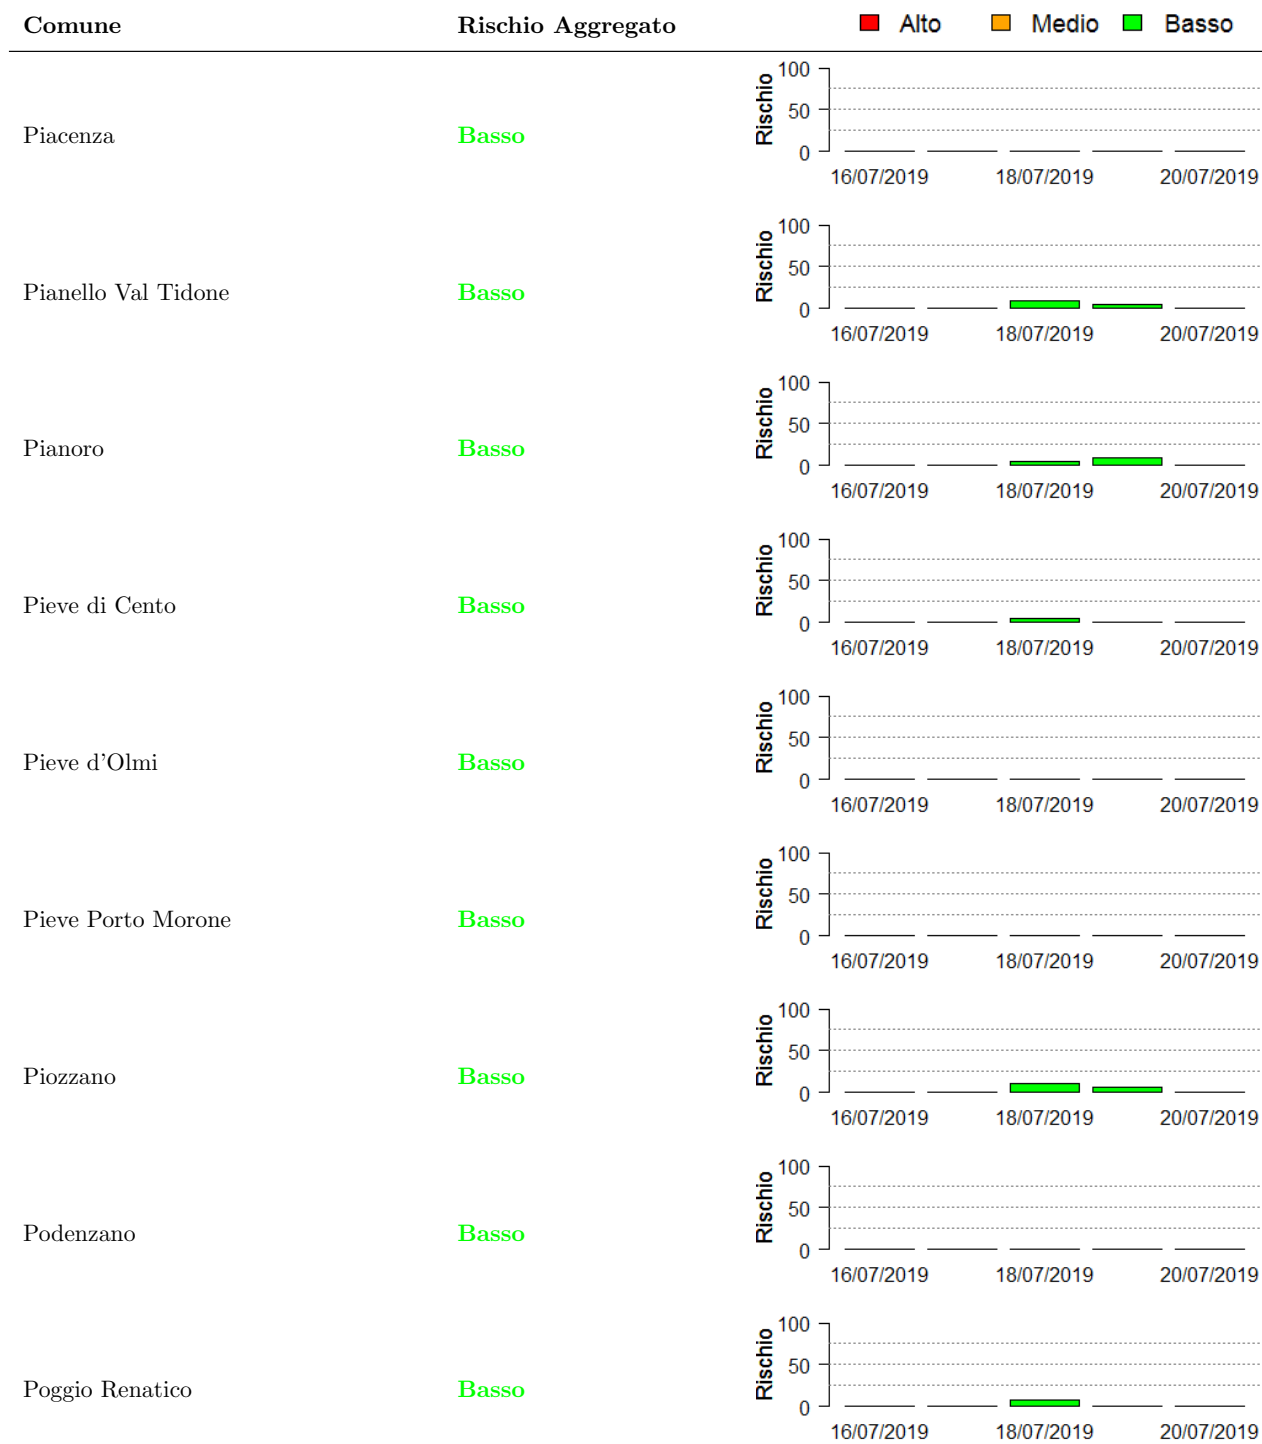 Comune Rischio Aggregato Alto Medio Basso
100
50
0
Rischio
Piacenza Basso
16/07/2019 18/07/2019 20/07/2019
100
50
0
Rischio
Pianello Val Tidone Basso
16/07/2019 18/07/2019 20/07/2019
100
50
0
Rischio
Pianoro Basso
16/07/2019 18/07/2019 20/07/2019
100
50
0
Rischio
Pieve di Cento Basso
16/07/2019 18/07/2019 20/07/2019
100
50
0
Rischio
Pieve d'Olmi Basso
16/07/2019 18/07/2019 20/07/2019
100
50
0
Rischio
Pieve Porto Morone Basso
16/07/2019 18/07/2019 20/07/2019
100
50
0
Rischio
Piozzano Basso
16/07/2019 18/07/2019 20/07/2019
100
50
0
Rischio
Podenzano Basso
16/07/2019 18/07/2019 20/07/2019
100
50
0
Rischio
Poggio Renatico Basso
16/07/2019 18/07/2019 20/07/2019